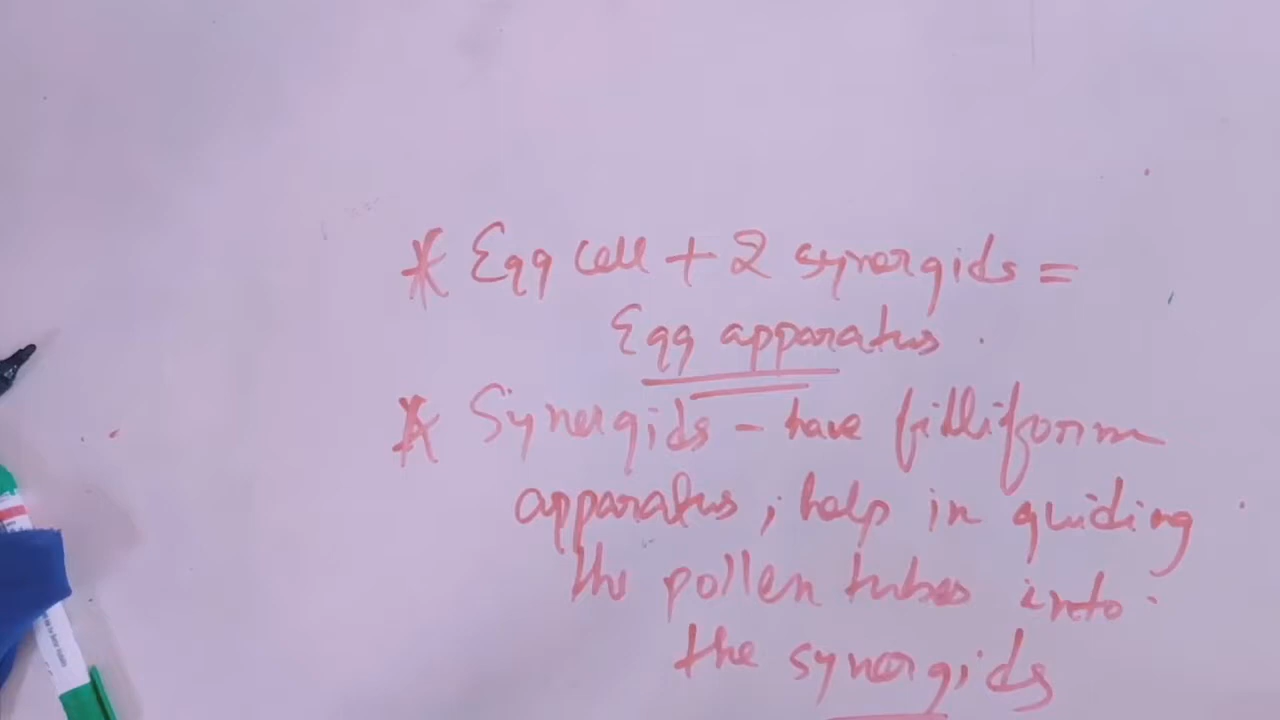 * Egg cell + 2 synergids =
Egg apparatus.
* Synergids - have filliform
apparatus, help in guiding
the pollen tubes into
the synergids